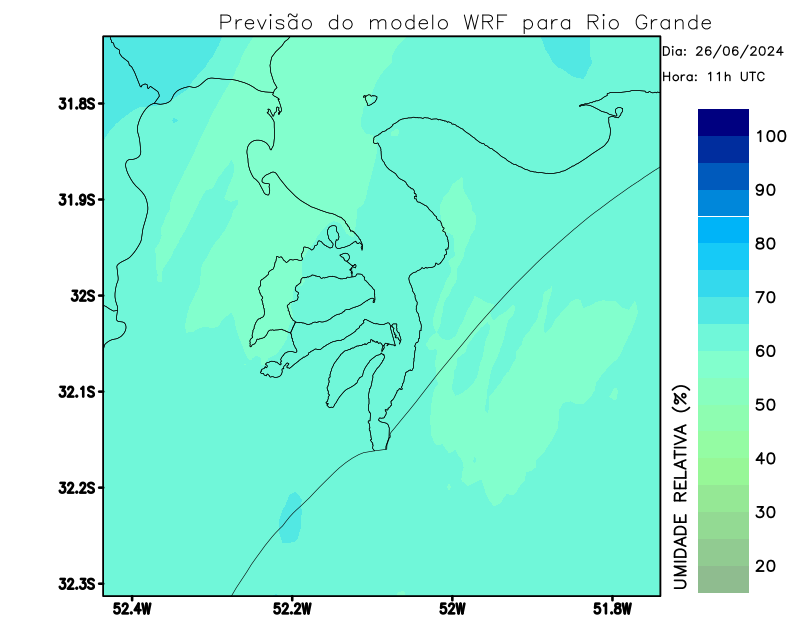 Previsão do modelo WRF para Rio Grande
Dia: 26/06/2024
Hora: 11h UTC
31.8S
31.9S
32S
32.1S
32.2S
32.3S
52.4W
52.2W
52W
51.8W
100
90
80
70
60
50
40
30
20
UMIDADE RELATIVA (%)